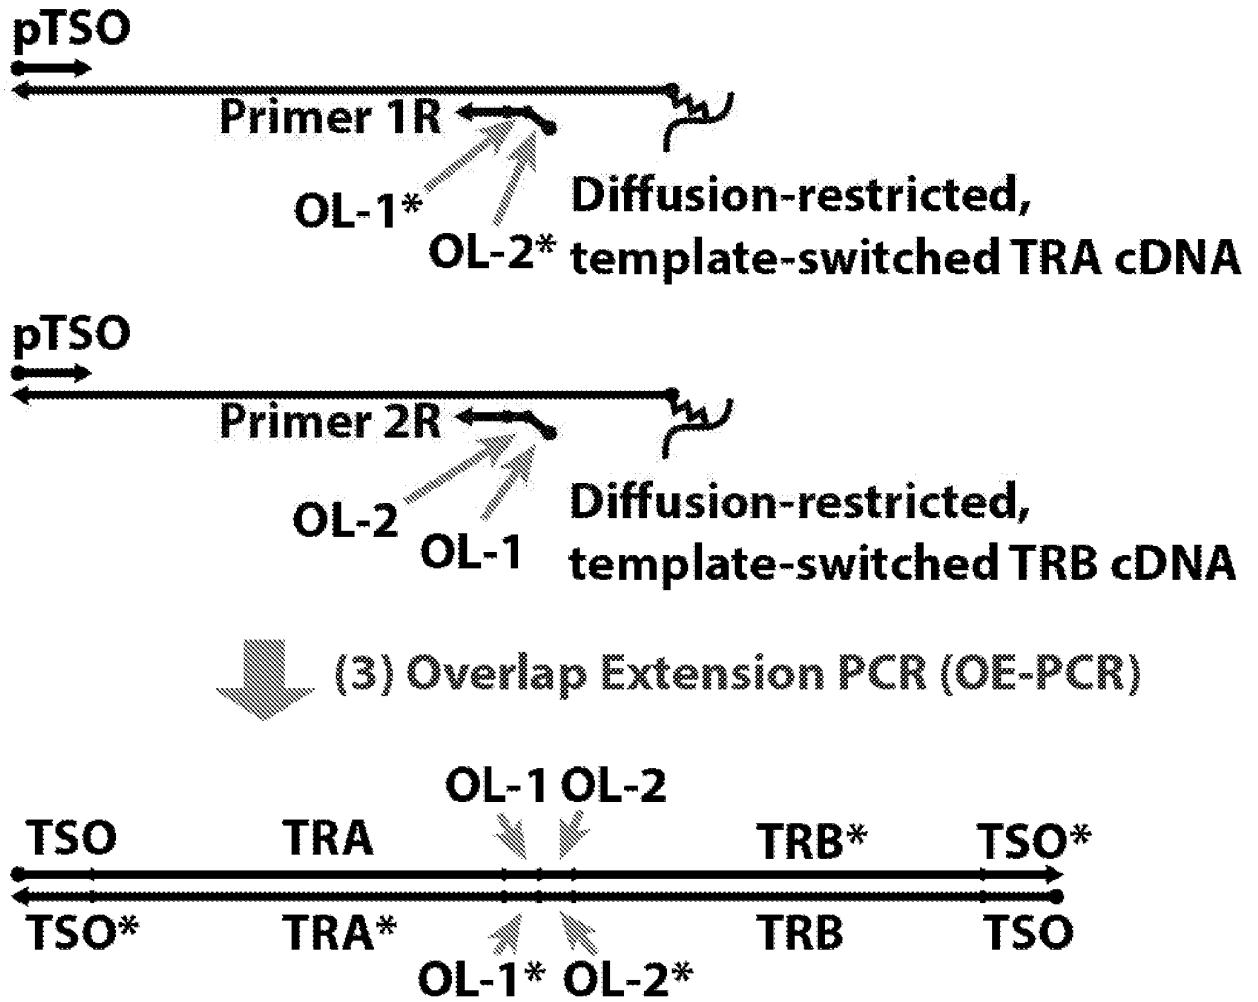 pTSO
Primer 1R
OL-1*
OL-2*
Diffusion-restricted,
template-switched TRA cDNA
pTSO
Primer 2R
OL-2
OL-1
Diffusion-restricted,
template-switched TRB cDNA
(3) Overlap Extension PCR (OE-PCR)
OL-1 OL-2
TSO TRA TRB* TSO*
TSO* TRA* TRB TSO
OL-1* OL-2*